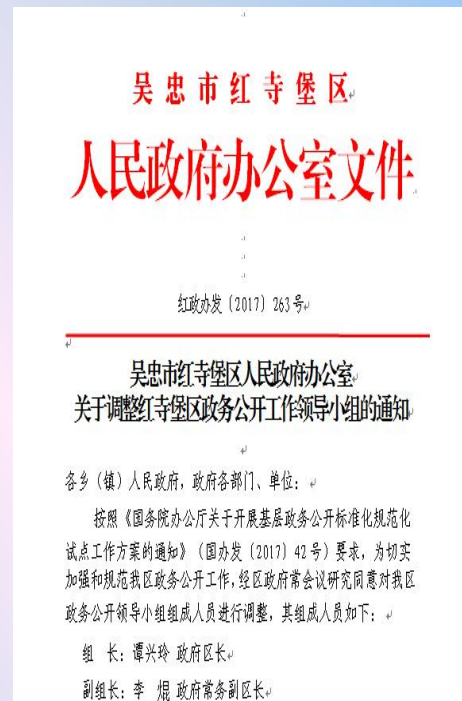 吴忠市红寺堡区
人民政府办公室文件
红政办发〔2017〕263号
吴忠市红寺堡区人民政府办公室
关于调整红寺堡区政务公开工作领导小组的通知
各乡（镇）人民政府，政府各部门、单位：
按照《国务院办公厅关于开展基层政务公开标准化规范化
试点工作方案的通知》（国办发〔2017〕42号）要求，为切实
加强和规范我区政务公开工作，经区政府常会议研究同意对我区
政务公开领导小组组成人员进行调整，其组成人员如下：
组 长：谭兴玲 政府区长
副组长：李 焜 政府常务副区长